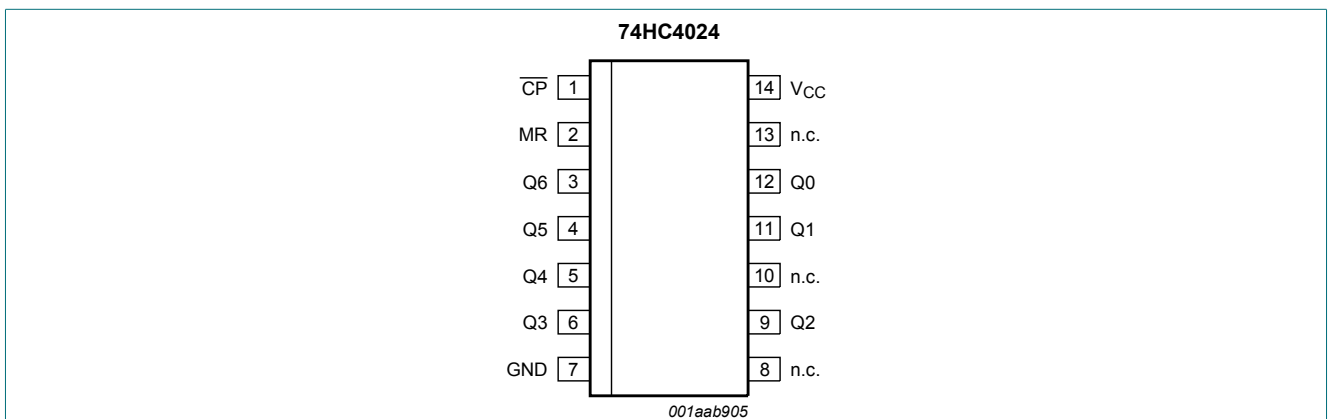 74HC4024
C̅P̅ 1 14 VCC
MR 2 13 n.c.
Q6 3 12 Q0
Q5 4 11 Q1
Q4 5 10 n.c.
Q3 6 9 Q2
GND 7 8 n.c.
001aab905